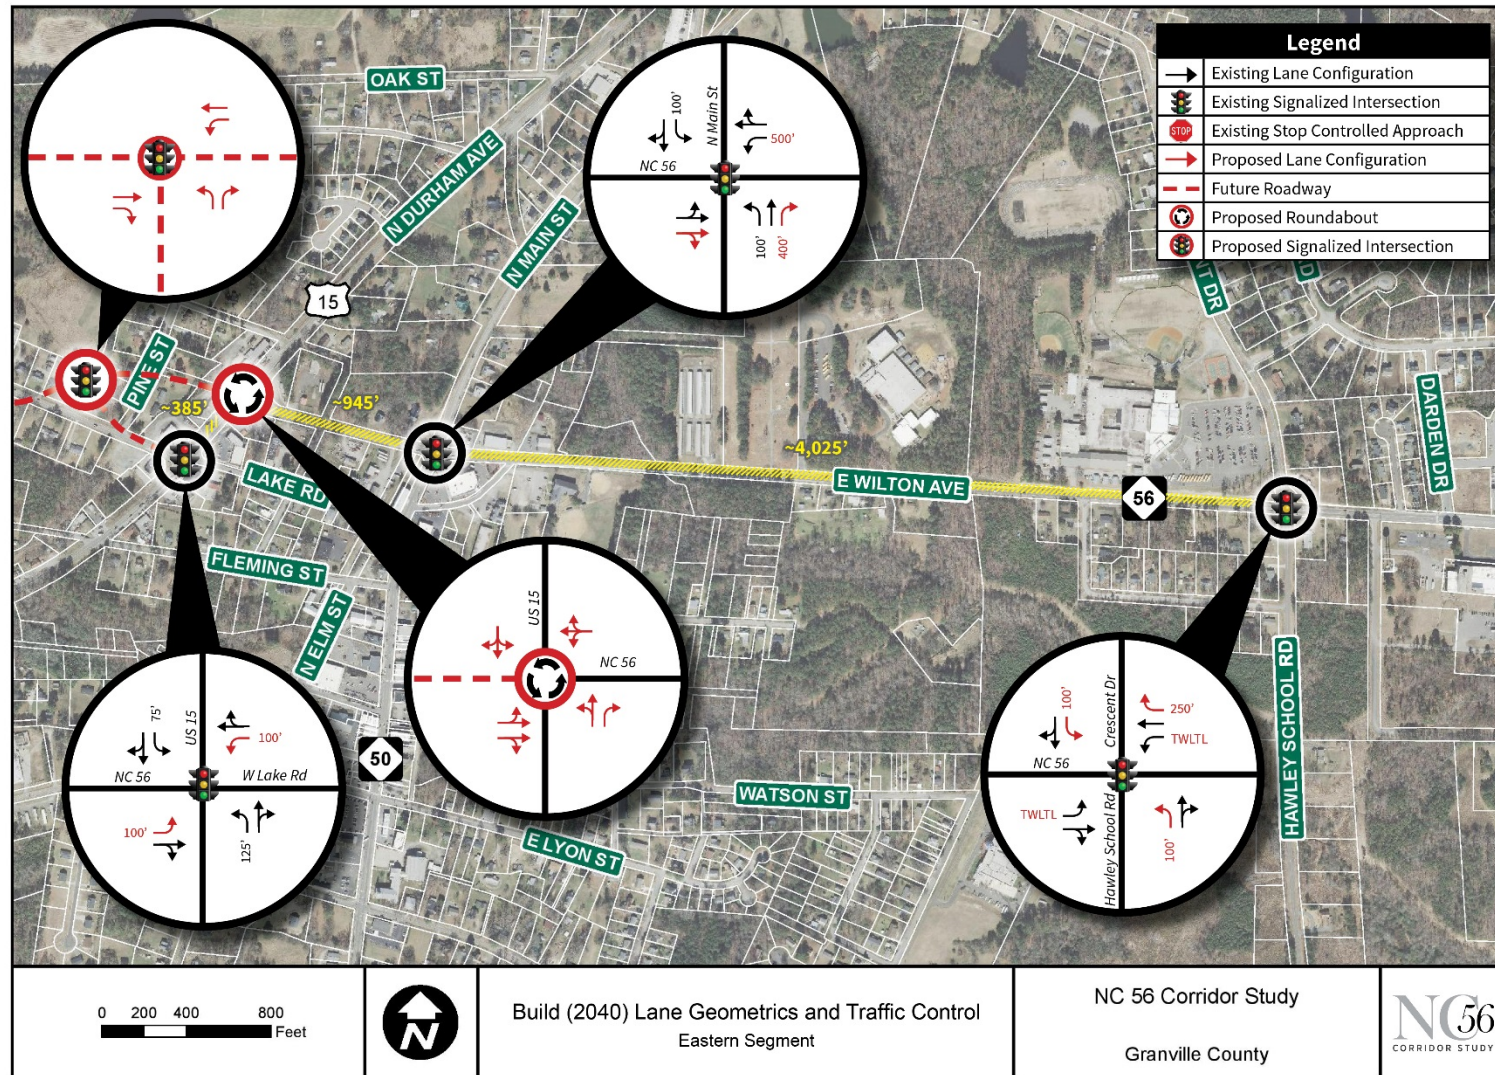 Legend
Existing Lane Configuration
Existing Signalized Intersection
STOP
Existing Stop Controlled Approach
Proposed Lane Configuration
Future Roadway
Proposed Roundabout
Proposed Signalized Intersection
OAK ST
N DURHAM AVE
N MAIN ST
15
PINE ST
~385'
~945'
~4,025'
LAKE RD
E WILTON AVE
56
NT DR
D
DARDEN DR
FLEMING ST
N ELM ST
50
WATSON ST
E LYON ST
HAWLEY SCHOOL RD
100'
N Main St
500'
NC 56
100'
400'
US 15
NC 56
75'
US 15
100'
NC 56
W Lake Rd
100'
125'
100'
Crescent Dr
250'
TWLTL
NC 56
TWLTL
Hawley School Rd
100'
0 200 400 800
Feet
N
Build (2040) Lane Geometrics and Traffic Control
Eastern Segment
NC 56 Corridor Study
Granville County
NC56
CORRIDOR STUDY